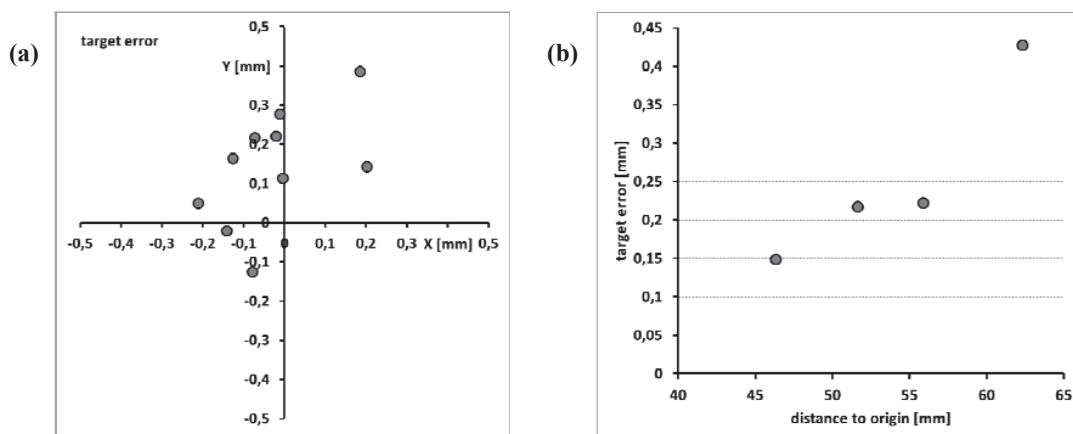 (a)
target error
Y [mm]
0,5
0,4
0,3
0,2
0,1
0
-0,5 -0,4 -0,3 -0,2 -0,1 0 0,1 0,2 0,3 0,4 0,5
X [mm]
-0,1
-0,2
-0,3
-0,4
-0,5
(b)
target error [mm]
0,45
0,4
0,35
0,3
0,25
0,2
0,15
0,1
0,05
0
40 45 50 55 60 65
distance to origin [mm]